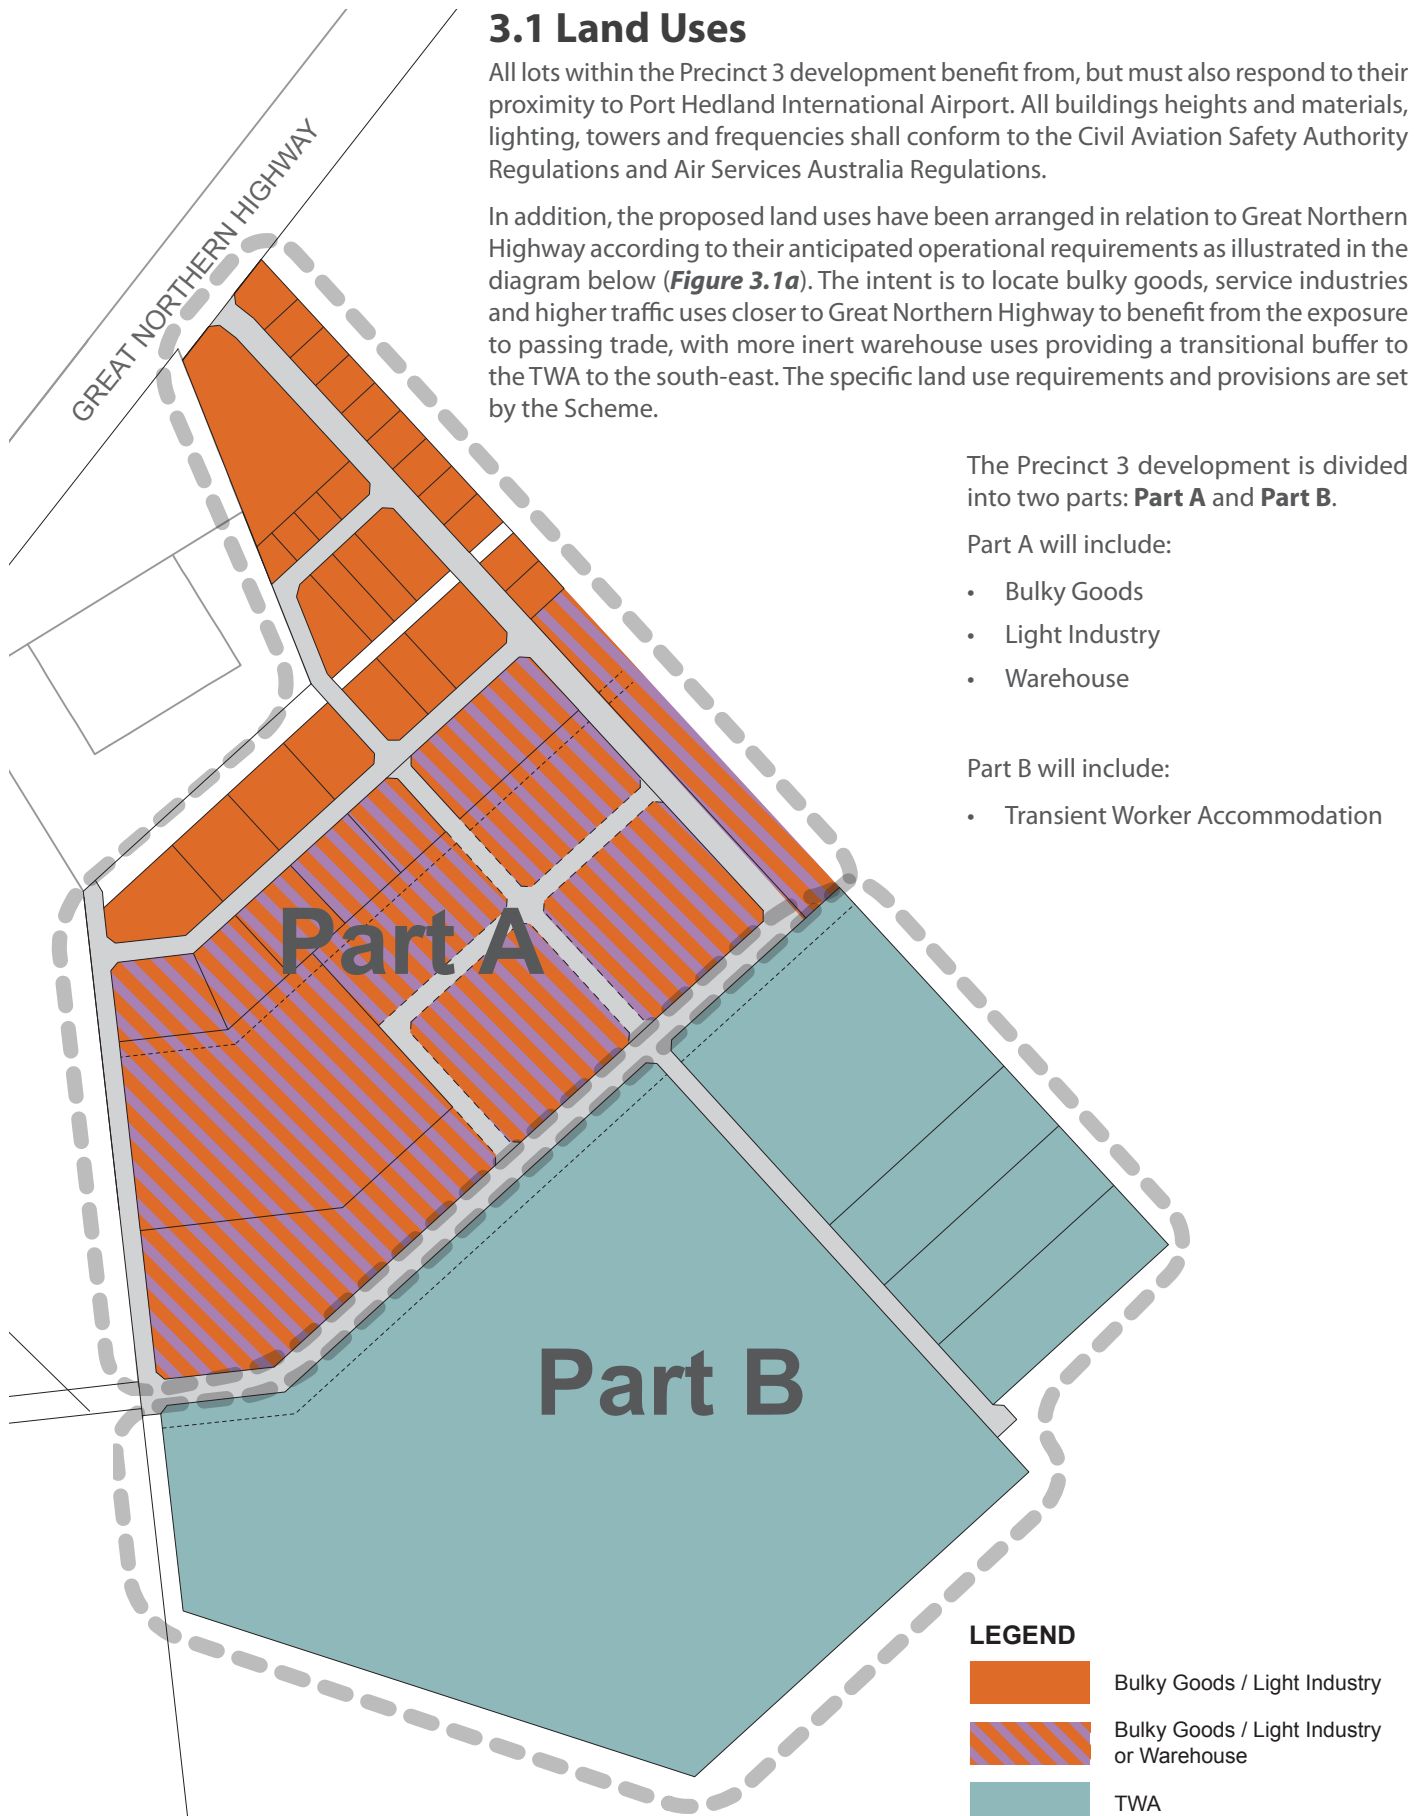 3.1 Land Uses
All lots within the Precinct 3 development benefit from, but must also respond to their
proximity to Port Hedland International Airport. All buildings heights and materials,
lighting, towers and frequencies shall conform to the Civil Aviation Safety Authority
Regulations and Air Services Australia Regulations.
In addition, the proposed land uses have been arranged in relation to Great Northern
Highway according to their anticipated operational requirements as illustrated in the
diagram below (Figure 3.1a). The intent is to locate bulky goods, service industries
and higher traffic uses closer to Great Northern Highway to benefit from the exposure
to passing trade, with more inert warehouse uses providing a transitional buffer to
the TWA to the south-east. The specific land use requirements and provisions are set
by the Scheme.
The Precinct 3 development is divided
into two parts: Part A and Part B.
Part A will include:
• Bulky Goods
• Light Industry
• Warehouse
Part B will include:
• Transient Worker Accommodation
GREAT NORTHERN HIGHWAY
Part A
Part B
LEGEND
Bulky Goods / Light Industry
Bulky Goods / Light Industry
or Warehouse
TWA